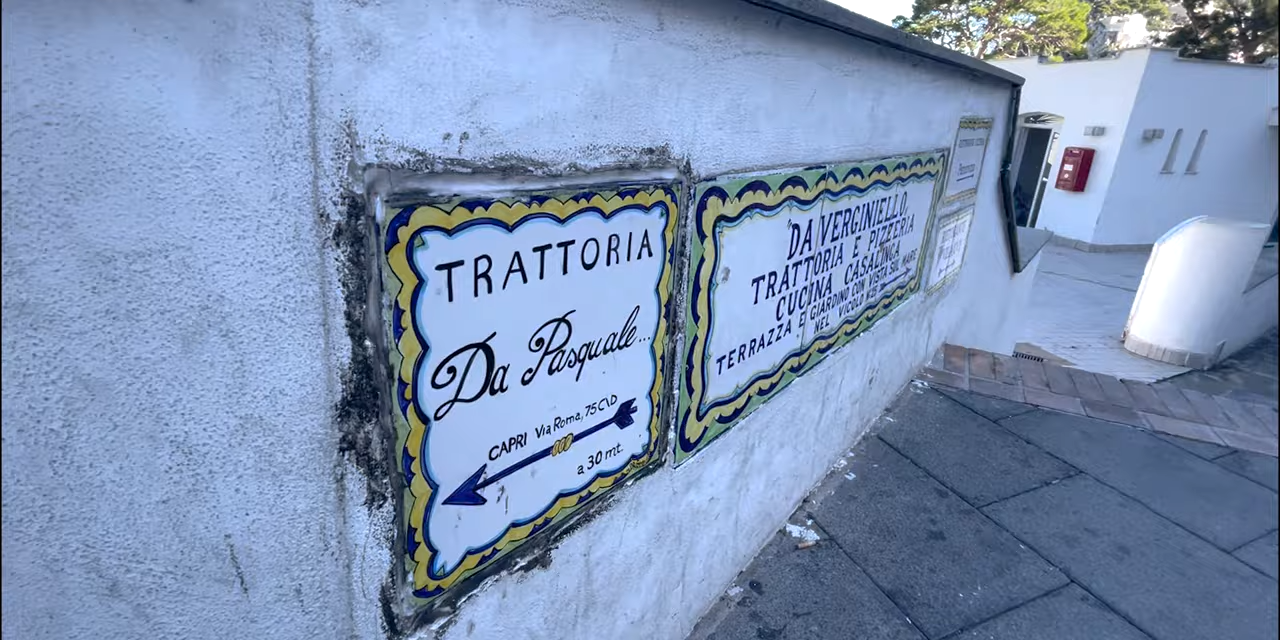 TRATTORIA
Da Pasquale...
CAPRI Via Roma, 75 C\D
a 30 mt.
"DA VERGINIELLO"
TRATTORIA E PIZZERIA
CUCINA CASALINGA
TERRAZZA E GIARDINO CON VISTA SUL MARE
NEL VICOLO